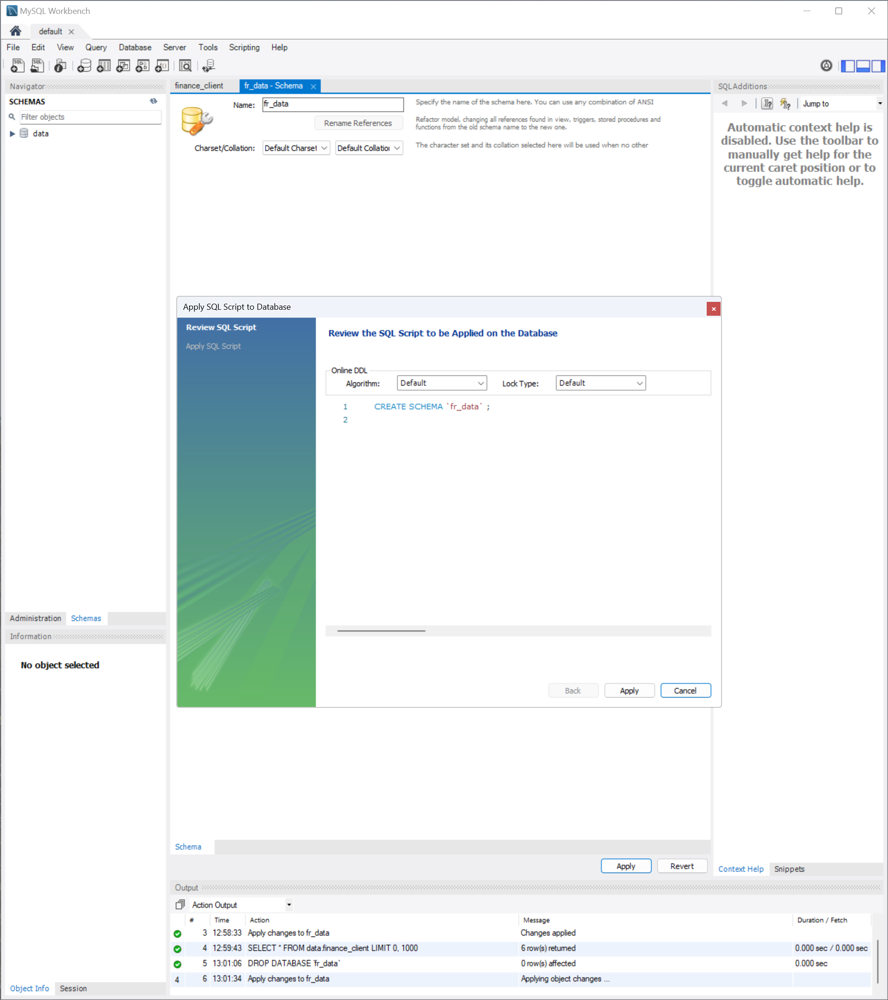 MySQL Workbench
default
File Edit View Query Database Server Tools Scripting Help
Navigator
SCHEMAS
Filter objects
data
Administration Schemas
Information
No object selected
Object Info Session
finance_client fr_data - Schema
Name: fr_data
Specify the name of the schema here. You can use any combination of ANSI
Rename References
Refactor model, changing all references found in view, triggers, stored procedures and
functions from the old schema name to the new one.
Charset/Collation: Default Charset Default Collation
The character set and its collation selected here will be used when no other
Apply SQL Script to Database
Review SQL Script
Apply SQL Script
Review the SQL Script to be Applied on the Database
Online DDL
Algorithm: Default Lock Type: Default
1 CREATE SCHEMA `fr_data` ;
2
Back Apply Cancel
Schema
Apply Revert
SQLAdditions
Jump to
Automatic context help is
disabled. Use the toolbar to
manually get help for the
current caret position or to
toggle automatic help.
Context Help Snippets
Output
Action Output
# Time Action Message Duration / Fetch
3 12:58:33 Apply changes to fr_data Changes applied
4 12:59:43 SELECT * FROM data.finance_client LIMIT 0, 1000 6 row(s) returned 0.000 sec / 0.000 sec
5 13:01:06 DROP DATABASE `fr_data` 0 row(s) affected 0.000 sec
4 6 13:01:34 Apply changes to fr_data Applying object changes ...